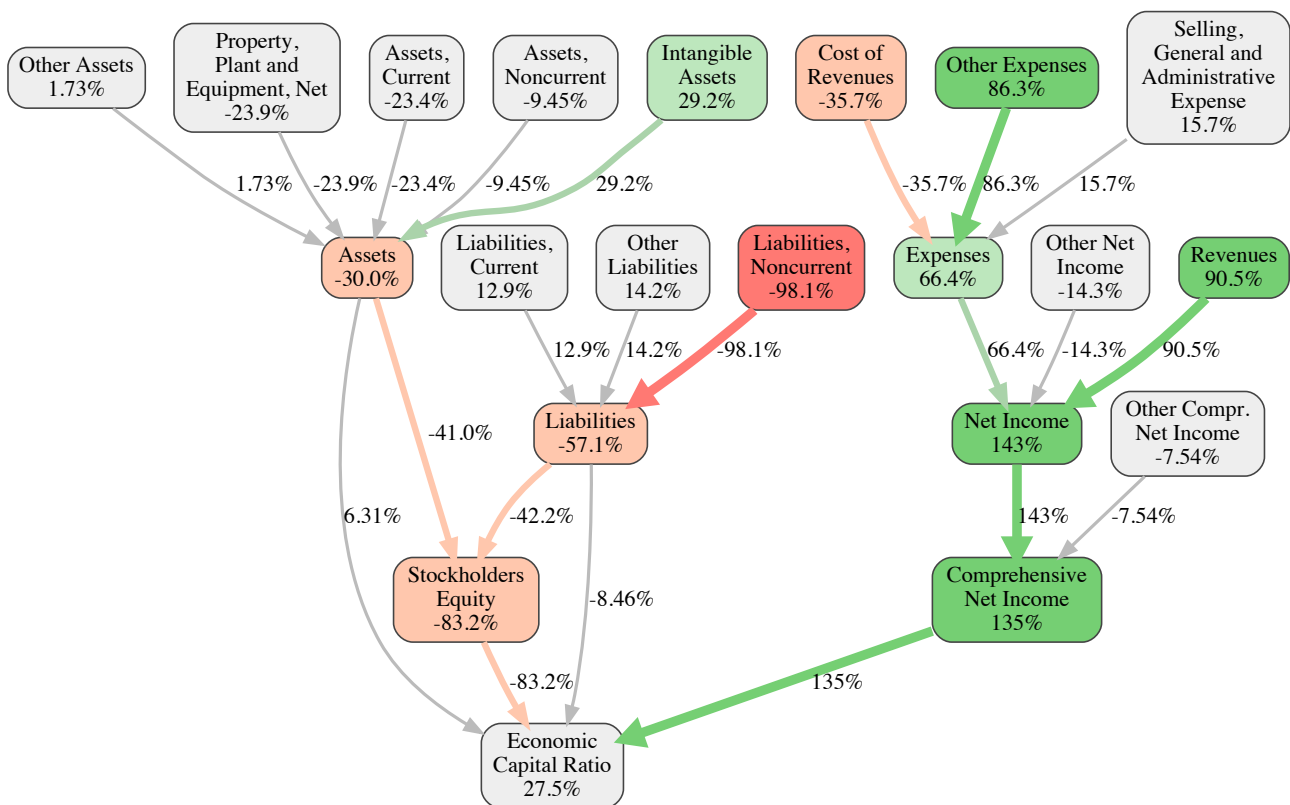 Other Assets
1.73%
Property,
Plant and
Equipment, Net
-23.9%
Assets,
Current
-23.4%
Assets,
Noncurrent
-9.45%
Intangible
Assets
29.2%
Cost of
Revenues
-35.7%
Other Expenses
86.3%
Selling,
General and
Administrative
Expense
15.7%
1.73%
-23.9%
-23.4%
-9.45%
29.2%
-35.7%
86.3%
15.7%
Assets
-30.0%
Liabilities,
Current
12.9%
Other
Liabilities
14.2%
Liabilities,
Noncurrent
-98.1%
Expenses
66.4%
Other Net
Income
-14.3%
Revenues
90.5%
12.9%
14.2%
-98.1%
66.4%
-14.3%
90.5%
-41.0%
Liabilities
-57.1%
Net Income
143%
Other Compr.
Net Income
-7.54%
6.31%
-42.2%
143%
-7.54%
Stockholders
Equity
-83.2%
-8.46%
Comprehensive
Net Income
135%
-83.2%
135%
Economic
Capital Ratio
27.5%